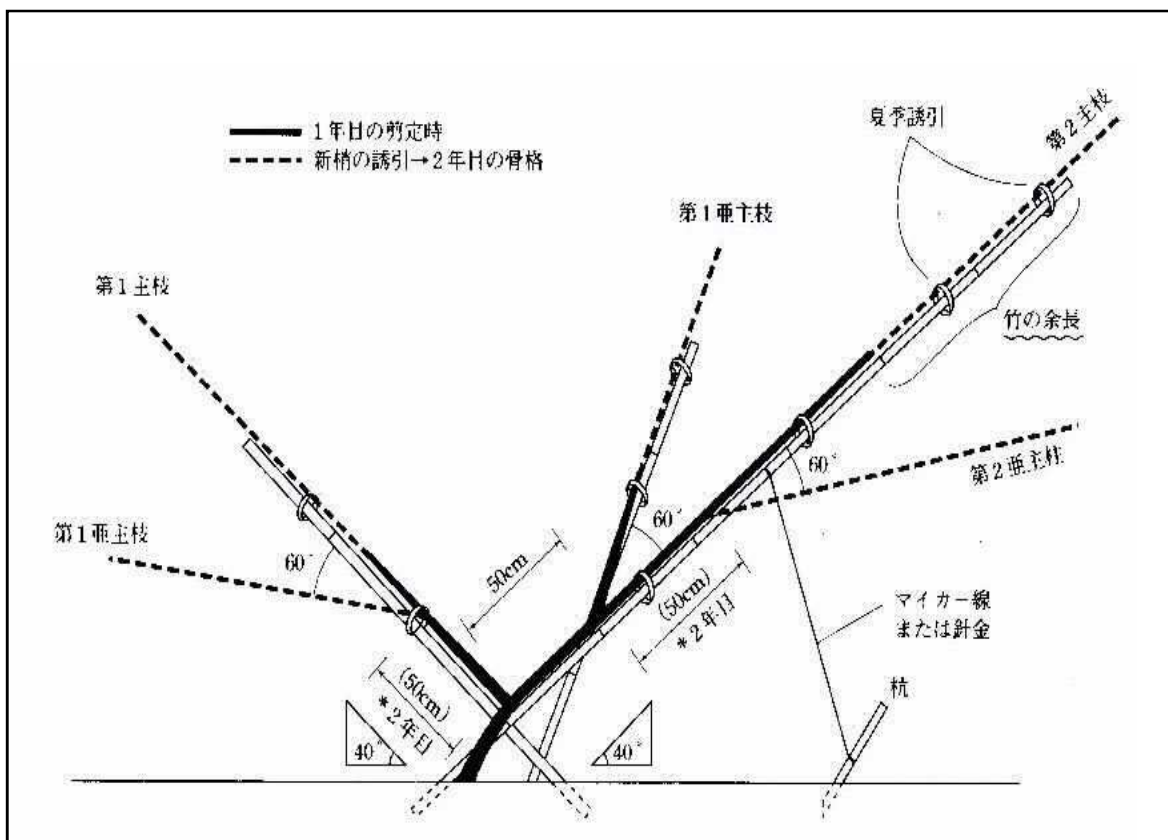 1年目の剪定時
新梢の誘引→2年目の骨格
夏季誘引
第2主枝
第1亜主枝
第1主枝
竹の余長
60°
第2亜主柱
60°
第1亜主枝
60°
50cm
(50cm)
*2年目
マイカー線
または針金
(50cm)
*2年目
杭
40°
40°